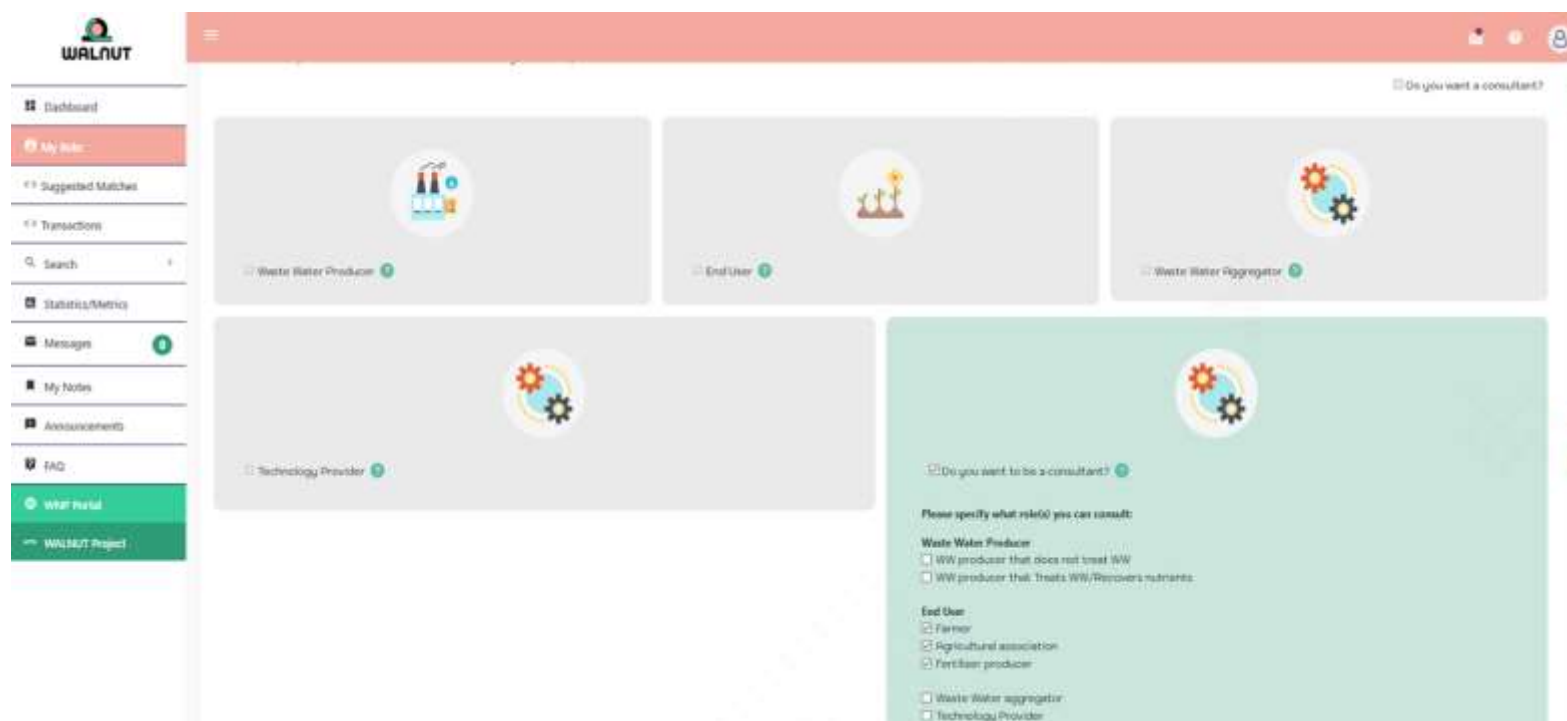 WALNUT
Do you want a consultant?
Dashboard
My Role
Suggested Matches
Transactions
Search
Statistics/Metrics
Messages
My Notes
Announcements
FAQ
WNP Portal
WALNUT Project
Waste Water Producer ?
End User ?
Waste Water Aggregator ?
Technology Provider ?
Do you want to be a consultant? ?
Please specify what role(s) you can consult:
Waste Water Producer
WW producer that does not treat WW
WW producer that Treats WW/Recovers nutrients
End User
Farmer
Agricultural association
Fertiliser producer
Waste Water aggregator
Technology Provider